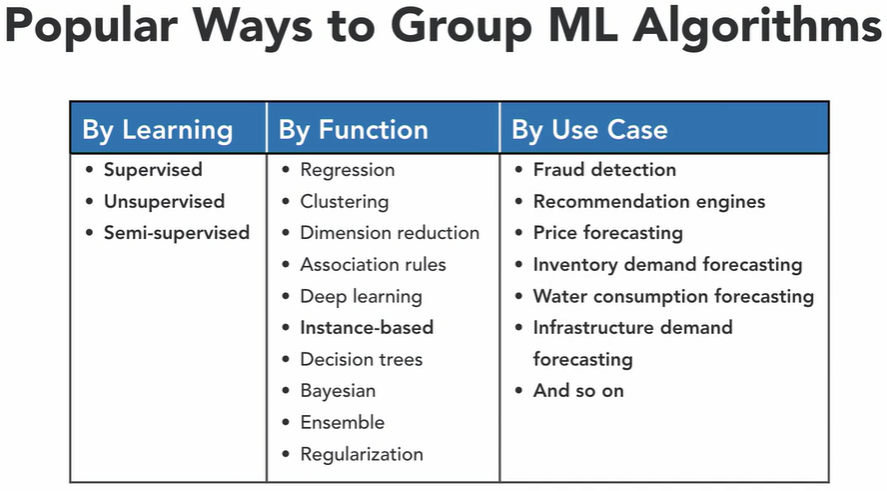 Popular Ways to Group ML Algorithms
By Learning
• Supervised
• Unsupervised
• Semi-supervised
By Function
• Regression
• Clustering
• Dimension reduction
• Association rules
• Deep learning
• Instance-based
• Decision trees
• Bayesian
• Ensemble
• Regularization
By Use Case
• Fraud detection
• Recommendation engines
• Price forecasting
• Inventory demand forecasting
• Water consumption forecasting
• Infrastructure demand
forecasting
• And so on